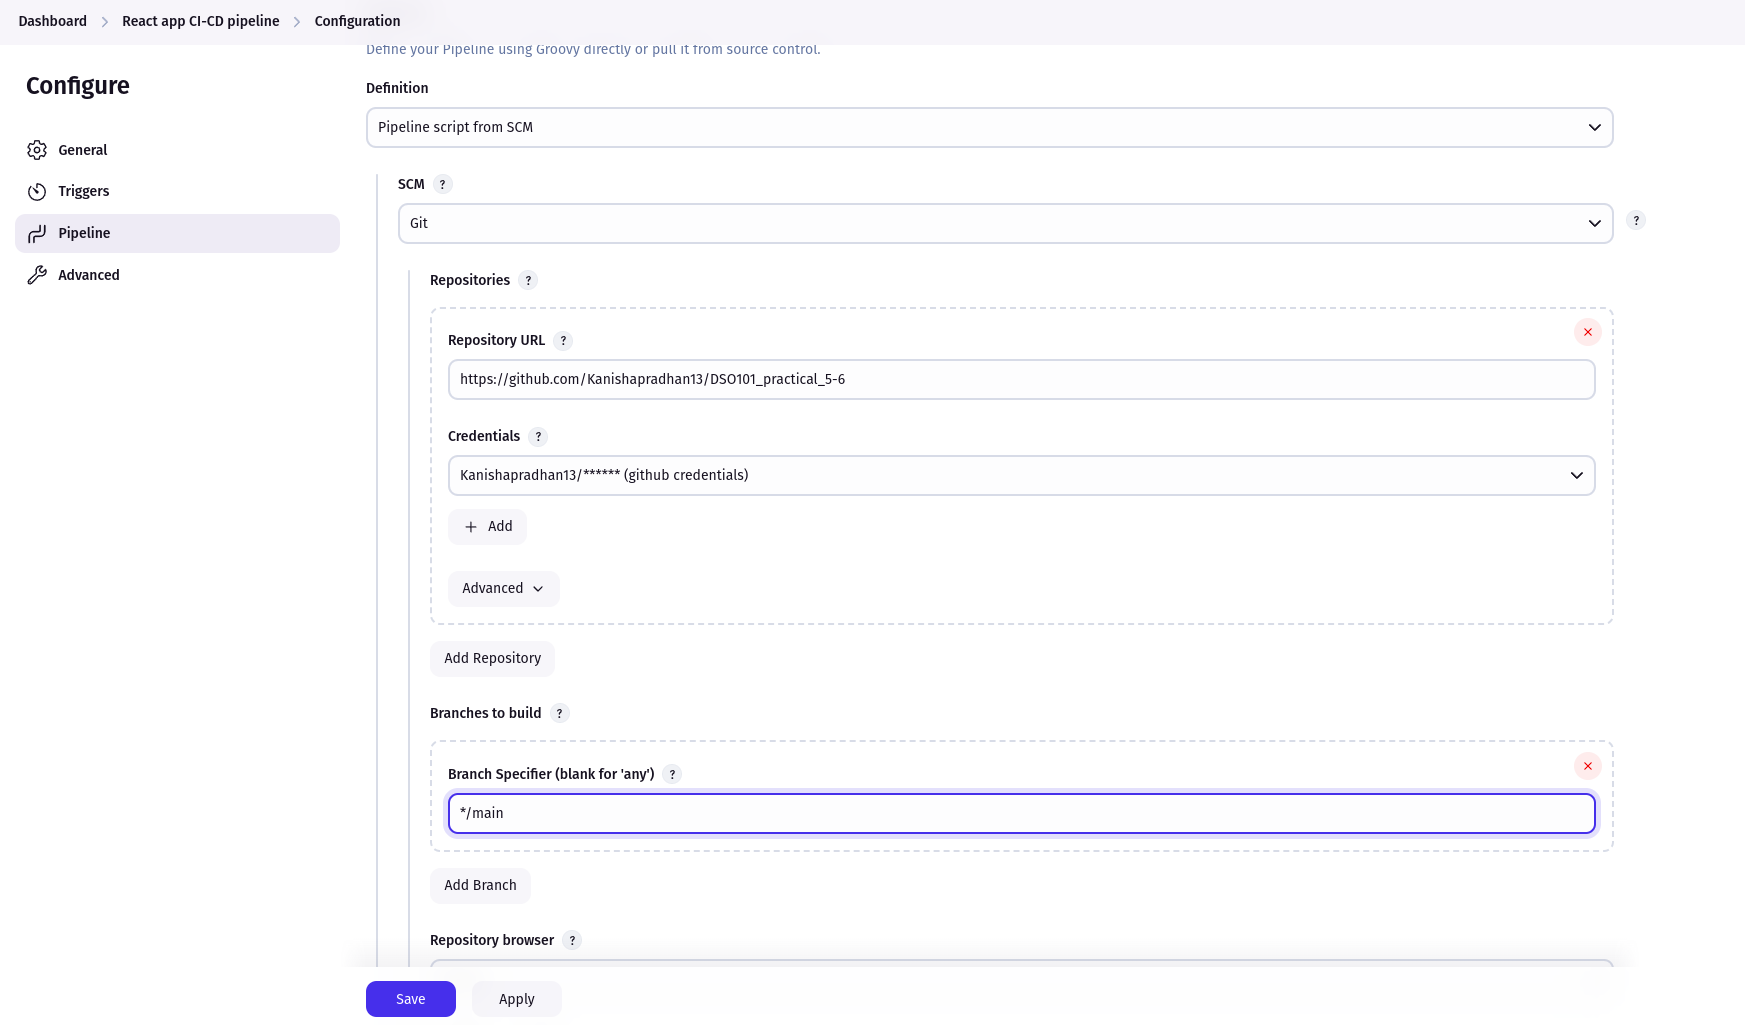 Dashboard > React app CI-CD pipeline > Configuration
Configure
General
Triggers
Pipeline
Advanced
Define your Pipeline using Groovy directly or pull it from source control.
Definition
Pipeline script from SCM
SCM ?
Git
?
Repositories ?
Repository URL ?
https://github.com/Kanishapradhan13/DSO101_practical_5-6
Credentials ?
Kanishapradhan13/****** (github credentials)
+ Add
Advanced
Add Repository
Branches to build ?
Branch Specifier (blank for 'any') ?
*/main
Add Branch
Repository browser ?
Save
Apply